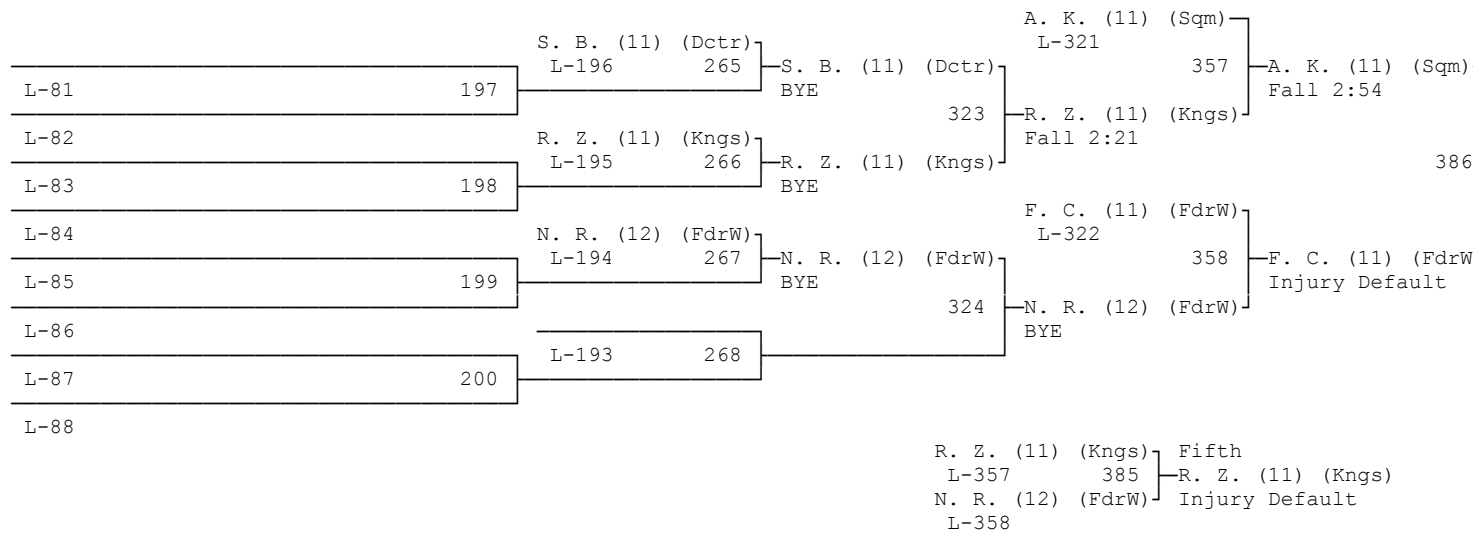 A. K. (11) (Sqm)
S. B. (11) (Dctr) L-321
L-196 265 S. B. (11) (Dctr) 357 A. K. (11) (Sqm)
L-81 197 BYE Fall 2:54
323 R. Z. (11) (Kngs)
L-82 R. Z. (11) (Kngs) Fall 2:21
L-195 266 R. Z. (11) (Kngs) 386
L-83 198 BYE
F. C. (11) (FdrW)
L-84 N. R. (12) (FdrW) L-322
L-194 267 N. R. (12) (FdrW) 358 F. C. (11) (FdrW
L-85 199 BYE Injury Default
324 N. R. (12) (FdrW)
L-86 BYE
L-193 268
L-87 200
L-88
R. Z. (11) (Kngs) Fifth
L-357 385 R. Z. (11) (Kngs)
N. R. (12) (FdrW) Injury Default
L-358